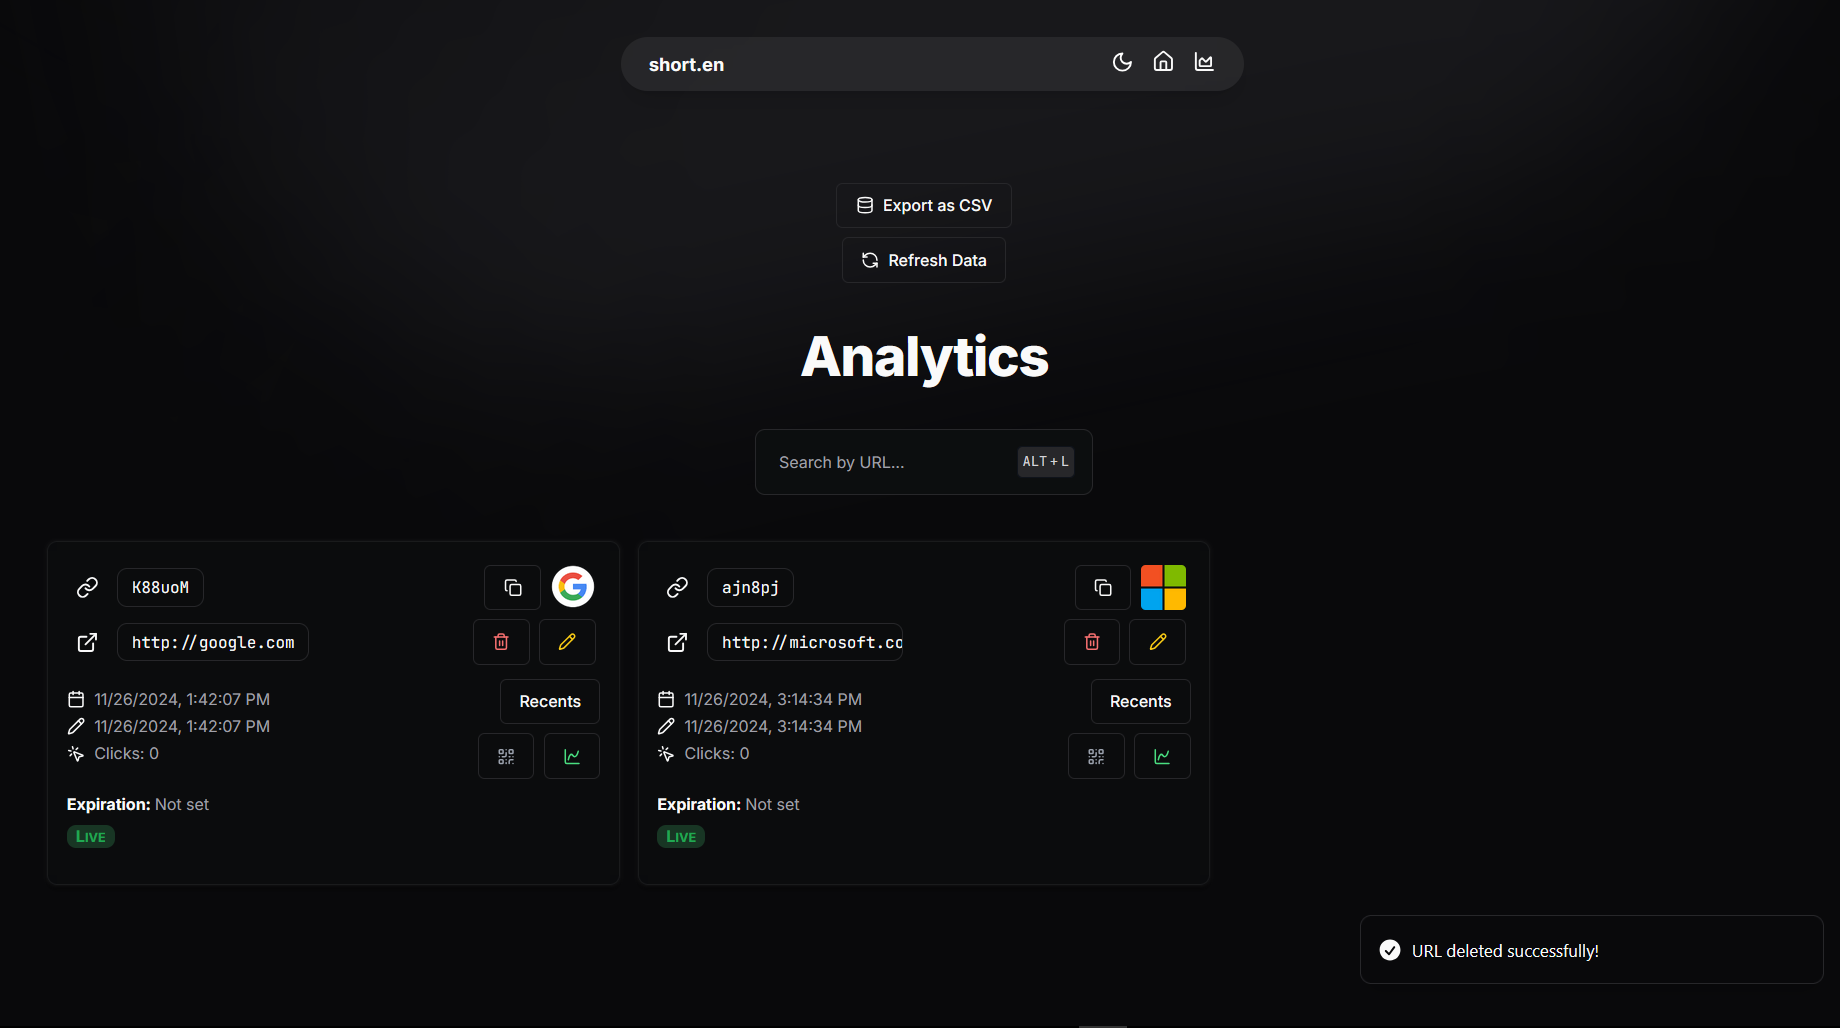 short.en
Export as CSV
Refresh Data
Analytics
Search by URL...
ALT + L
K88uoM
http://google.com
11/26/2024, 1:42:07 PM
Recents
11/26/2024, 1:42:07 PM
Clicks: 0
Expiration: Not set
LIVE
ajn8pj
http://microsoft.co
11/26/2024, 3:14:34 PM
Recents
11/26/2024, 3:14:34 PM
Clicks: 0
Expiration: Not set
LIVE
URL deleted successfully!